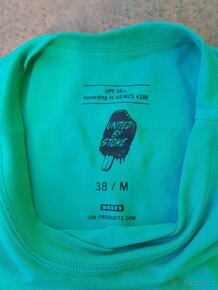 UPF 50+
According to AS/NZS 4399
UNITED
BY
STOKE
38 / M
ION-PRODUCTS.COM